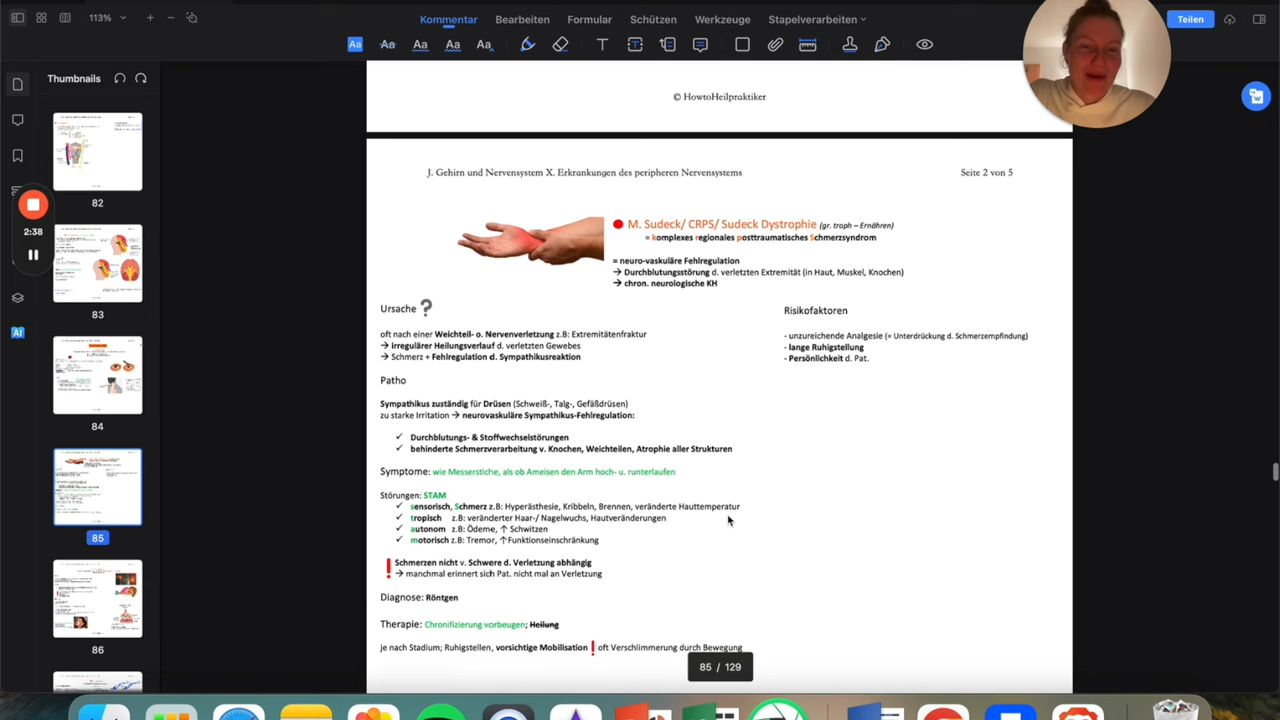 113%
Kommentar Bearbeiten Formular Schützen Werkzeuge Stapelverarbeiten
Teilen
Thumbnails
82
83
84
85
86
2:38
AI
© HowtoHeilpraktiker
J. Gehirn und Nervensystem X. Erkrankungen des peripheren Nervensystems Seite 2 von 5
M. Sudeck/ CRPS/ Sudeck Dystrophie (gr. troph – Ernähren)
= komplexes regionales posttraumatisches Schmerzsyndrom
= neuro-vaskuläre Fehlregulation
→ Durchblutungsstörung d. verletzten Extremität (in Haut, Muskel, Knochen)
→ chron. neurologische KH
Ursache ?
oft nach einer Weichteil- o. Nervenverletzung z.B: Extremitätenfraktur
→ irregulärer Heilungsverlauf d. verletzten Gewebes
→ Schmerz + Fehlregulation d. Sympathikusreaktion
Risikofaktoren
- unzureichende Analgesie (= Unterdrückung d. Schmerzempfindung)
- lange Ruhigstellung
- Persönlichkeit d. Pat.
Patho
Sympathikus zuständig für Drüsen (Schweiß-, Talg-, Gefäßdrüsen)
zu starke Irritation → neurovaskuläre Sympathikus-Fehlregulation:
✓ Durchblutungs- & Stoffwechselstörungen
✓ behinderte Schmerzverarbeitung v. Knochen, Weichteilen, Atrophie aller Strukturen
Symptome: wie Messerstiche, als ob Ameisen den Arm hoch- u. runterlaufen
Störungen: STAM
✓ sensorisch, Schmerz z.B: Hyperästhesie, Kribbeln, Brennen, veränderte Hauttemperatur
✓ tropisch z.B: veränderter Haar-/ Nagelwuchs, Hautveränderungen
✓ autonom z.B: Ödeme, ↑ Schwitzen
✓ motorisch z.B: Tremor, ↑Funktionseinschränkung
! Schmerzen nicht v. Schwere d. Verletzung abhängig
→ manchmal erinnert sich Pat. nicht mal an Verletzung
Diagnose: Röntgen
Therapie: Chronifizierung vorbeugen; Heilung
je nach Stadium; Ruhigstellen, vorsichtige Mobilisation ! oft Verschlimmerung durch Bewegung
85 / 129